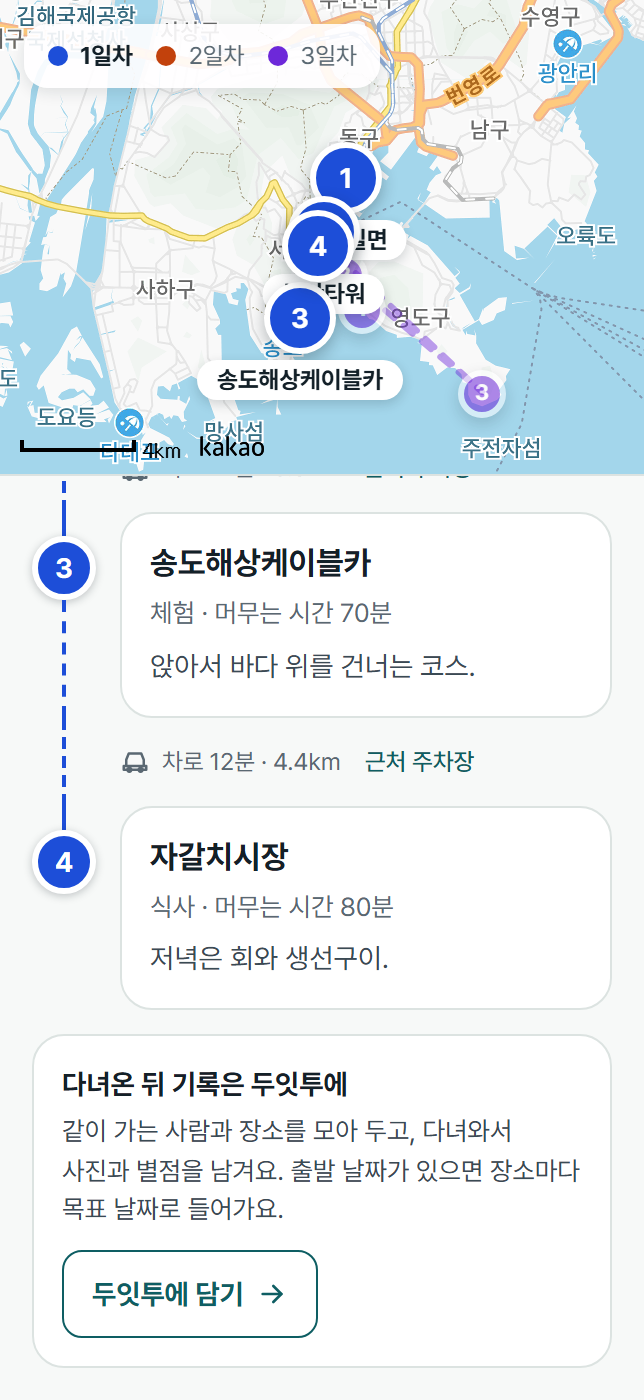 김해국제공항
수영구
1일차
2일차
3일차
광안리
번영로
남구
동구
1
4
오륙도
사하구
타워
3
영도구
송도해상케이블카
3
도요등
망사섬
주전자섬
4km
kakao
3
송도해상케이블카
체험 · 머무는 시간 70분
앉아서 바다 위를 건너는 코스.
차로 12분 · 4.4km 근처 주차장
4
자갈치시장
식사 · 머무는 시간 80분
저녁은 회와 생선구이.
다녀온 뒤 기록은 두잇투에
같이 가는 사람과 장소를 모아 두고, 다녀와서
사진과 별점을 남겨요. 출발 날짜가 있으면 장소마다
목표 날짜로 들어가요.
두잇투에 담기 →